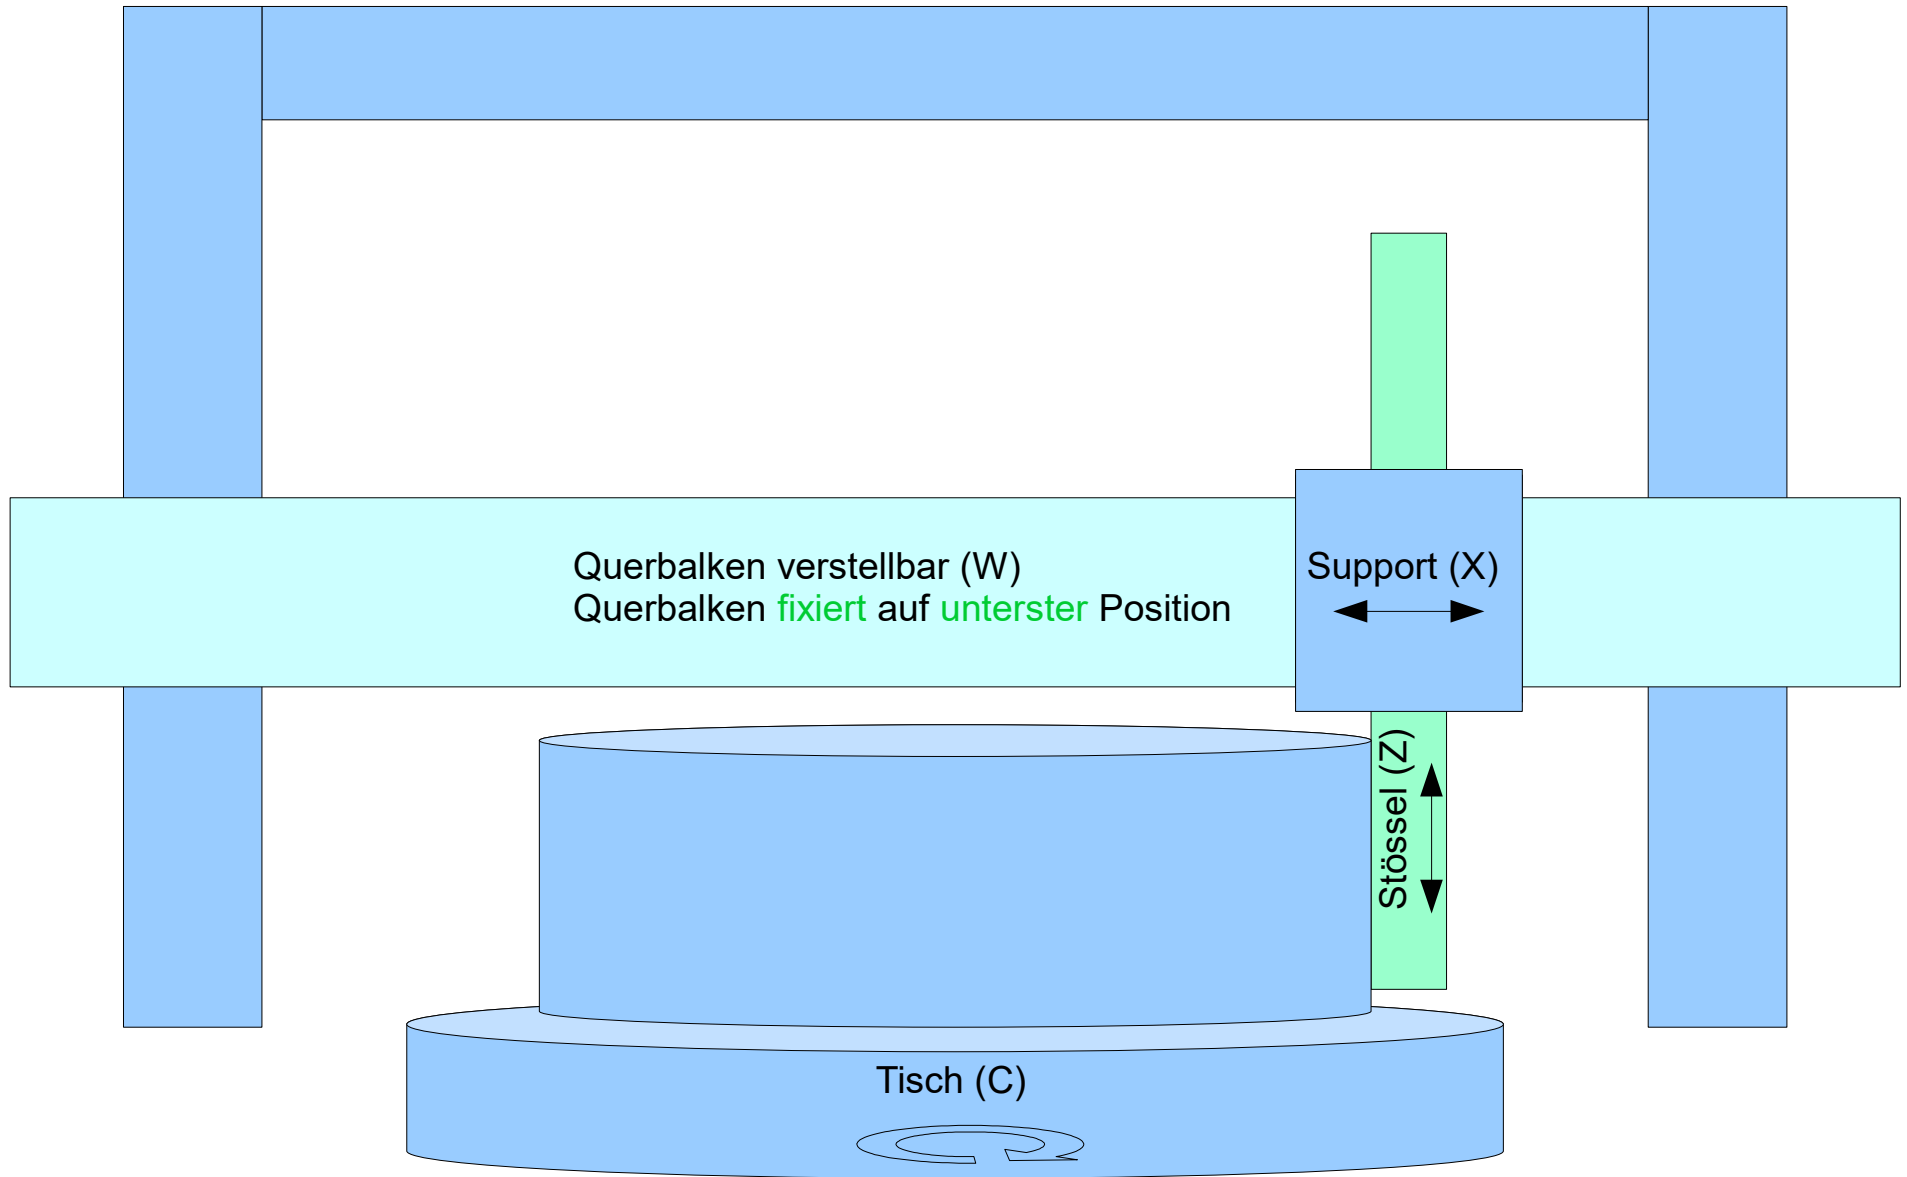 Querbalken verstellbar (W)
Querbalken fixiert auf unterster Position
Support (X)
Stössel (Z)
Tisch (C)